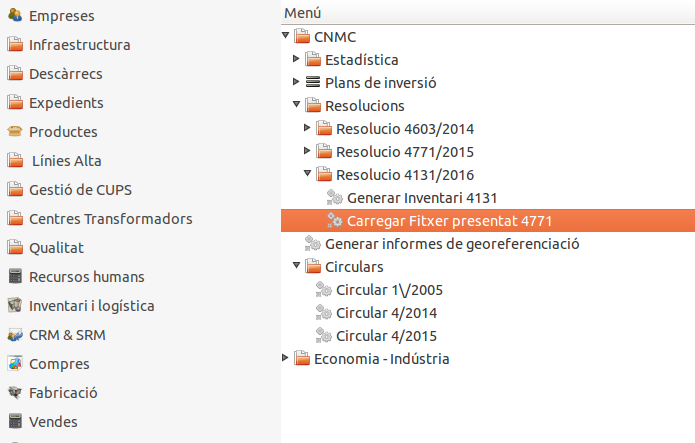 Empreses
Infraestructura
Descàrrecs
Expedients
Productes
Línies Alta
Gestió de CUPS
Centres Transformadors
Qualitat
Recursos humans
Inventari i logística
CRM & SRM
Compres
Fabricació
Vendes
Menú
CNMC
Estadística
Plans de inversió
Resolucions
Resolucio 4603/2014
Resolucio 4771/2015
Resolucio 4131/2016
Generar Inventari 4131
Carregar Fitxer presentat 4771
Generar informes de georeferenciació
Circulars
Circular 1\/2005
Circular 4/2014
Circular 4/2015
Economia - Indústria